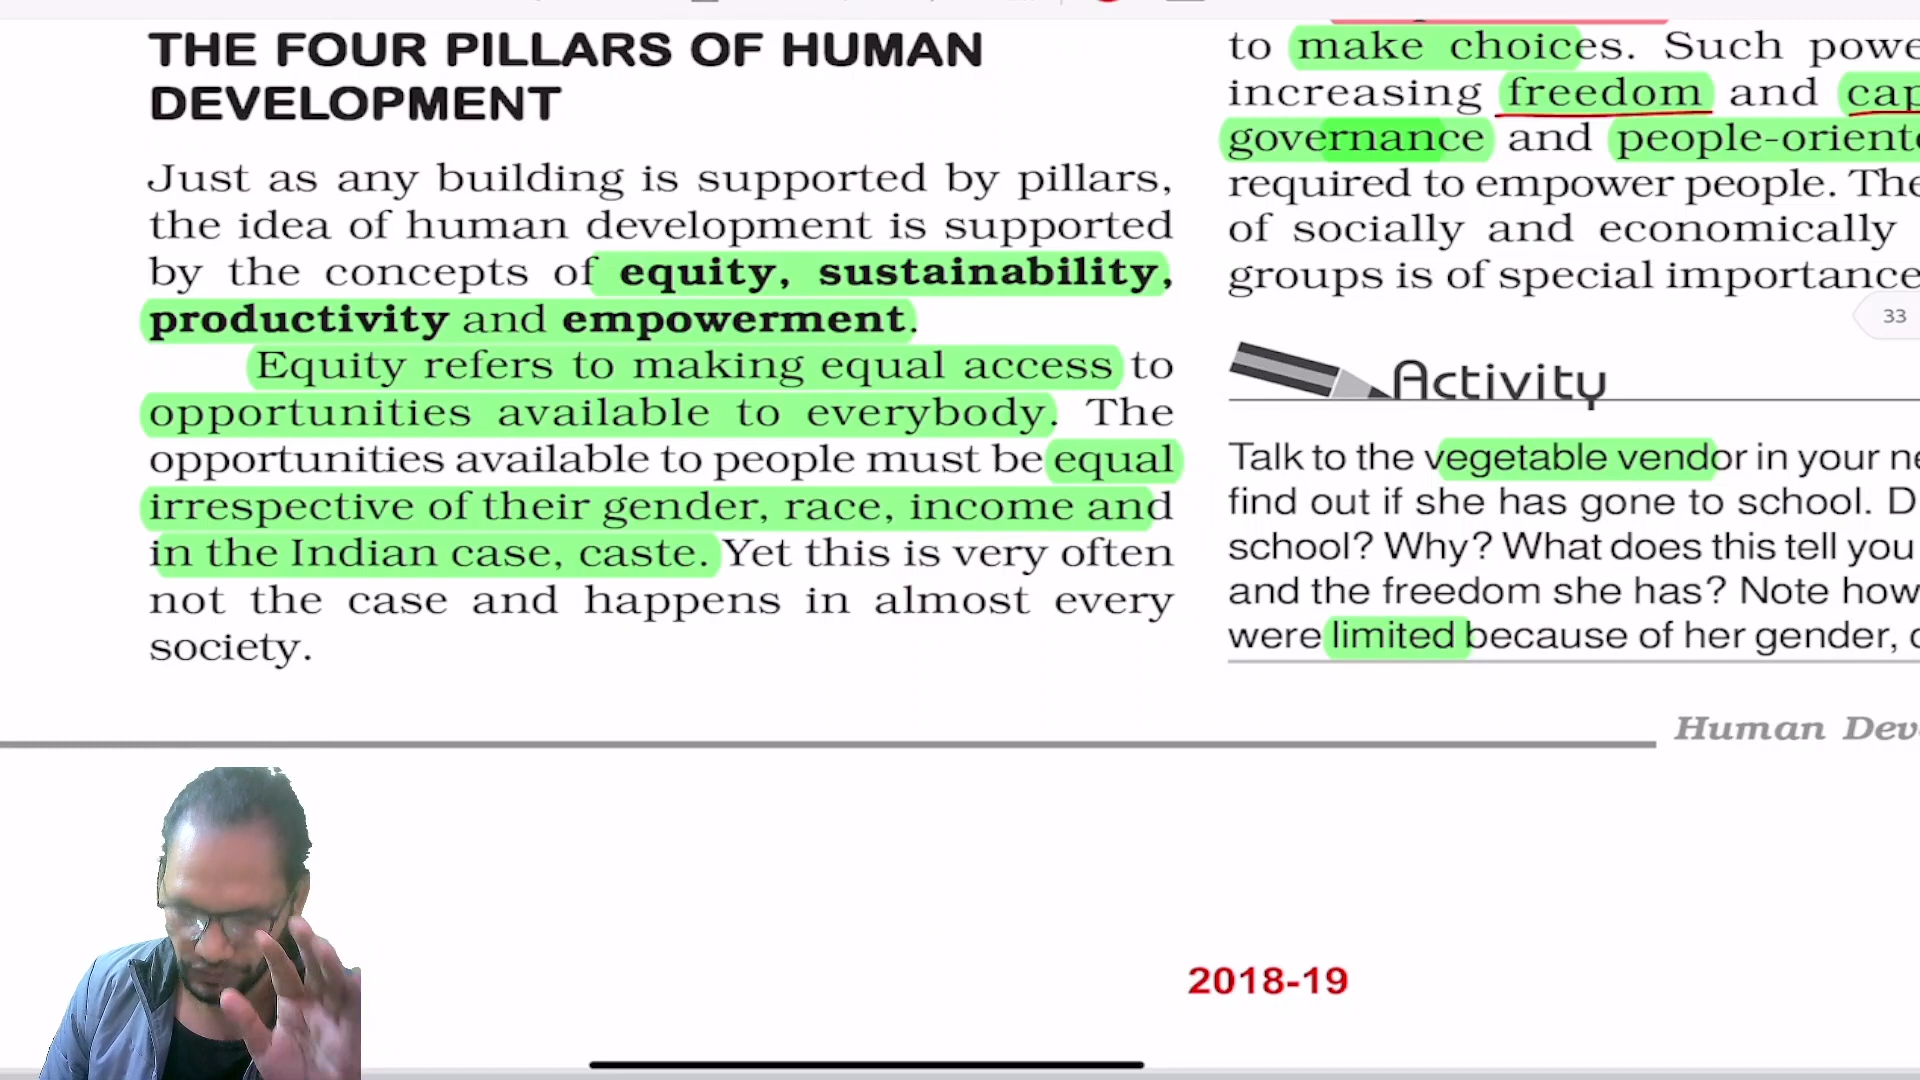 THE FOUR PILLARS OF HUMAN
DEVELOPMENT
Just as any building is supported by pillars,
the idea of human development is supported
by the concepts of equity, sustainability,
productivity and empowerment.
Equity refers to making equal access to
opportunities available to everybody. The
opportunities available to people must be equal
irrespective of their gender, race, income and
in the Indian case, caste. Yet this is very often
not the case and happens in almost every
society.
to make choices. Such powe
increasing freedom and cap
governance and people-oriente
required to empower people. The
of socially and economically
groups is of special importance
33
Activity
Talk to the vegetable vendor in your ne
find out if she has gone to school. D
school? Why? What does this tell you
and the freedom she has? Note how
were limited because of her gender, c
Human Dev
2018-19